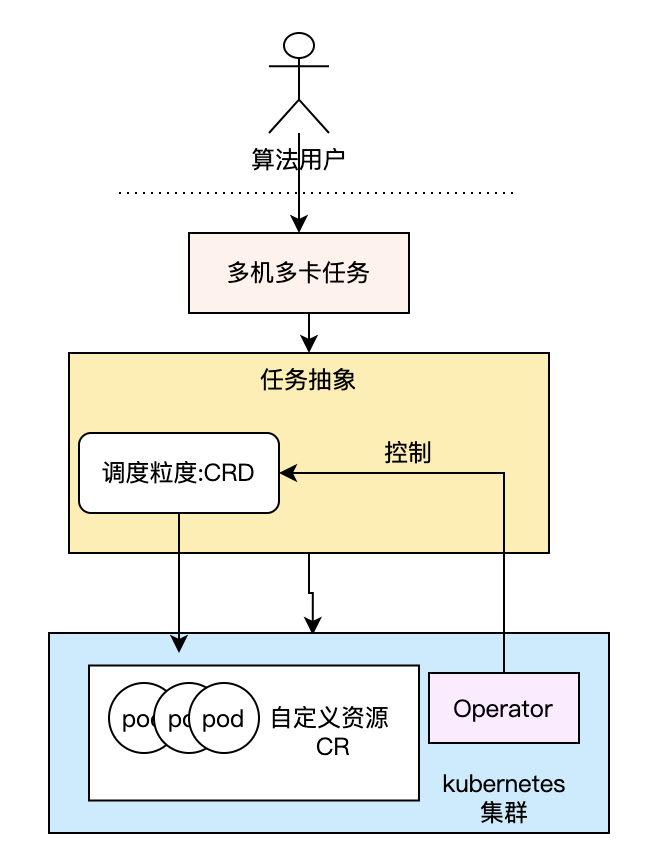 算法用户
多机多卡任务
任务抽象
控制
调度粒度:CRD
pod
pod
pod
自定义资源
CR
Operator
kubernetes
集群